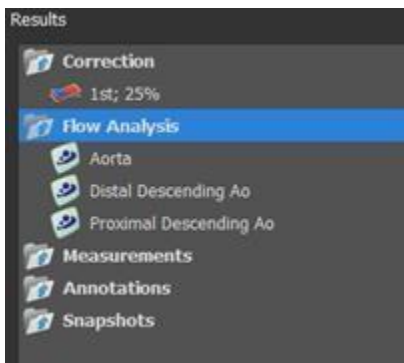 Results
Correction
1st; 25%
Flow Analysis
Aorta
Distal Descending Ao
Proximal Descending Ao
Measurements
Annotations
Snapshots